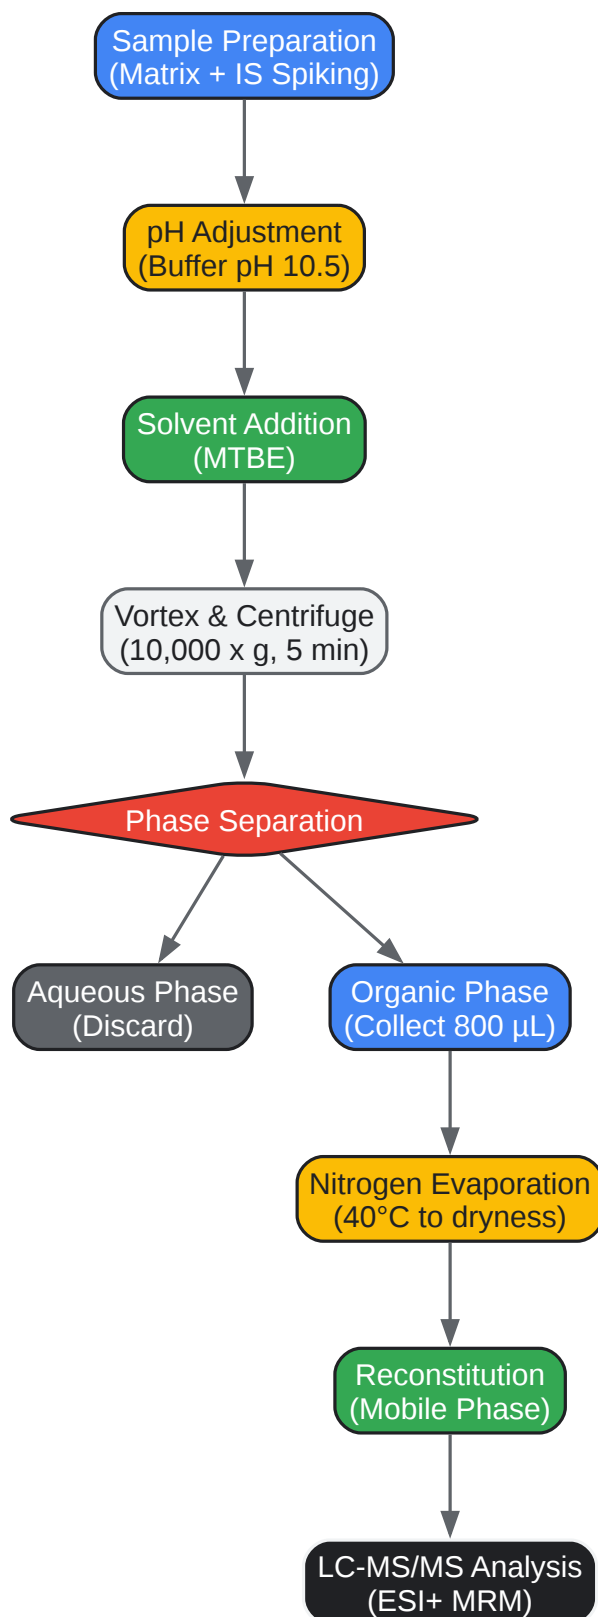 Sample Preparation
(Matrix + IS Spiking)
pH Adjustment
(Buffer pH 10.5)
Solvent Addition
(MTBE)
Vortex & Centrifuge
(10,000 x g, 5 min)
Phase Separation
Aqueous Phase
(Discard)
Organic Phase
(Collect 800 µL)
Nitrogen Evaporation
(40°C to dryness)
Reconstitution
(Mobile Phase)
LC-MS/MS Analysis
(ESI+ MRM)